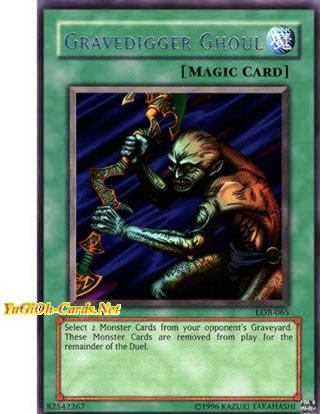 Gravedigger Ghoul
[Magic Card]
LOB-065
YuGiOh-Cards.Net
Select 2 Monster Cards from your opponent's Graveyard.
These Monster Cards are removed from play for the
remainder of the Duel.
82542267
©1996 KAZUKI TAKAHASHI